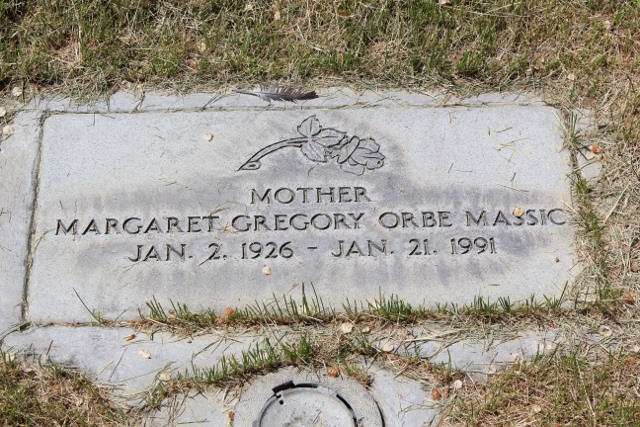 MOTHER
MARGARET GREGORY ORBE MASSIC
JAN. 2. 1926 - JAN. 21. 1991